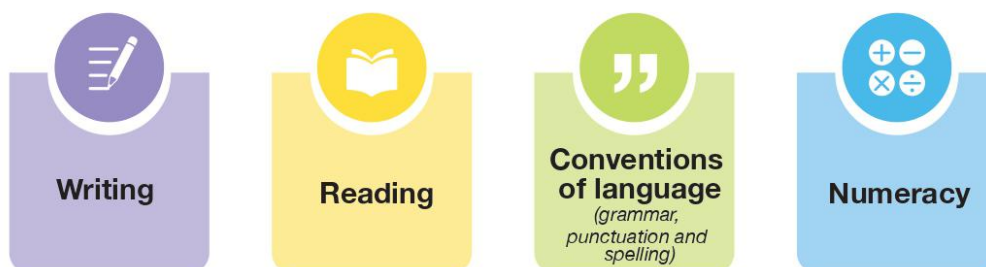 Writing
Reading
Conventions
of language
(grammar,
punctuation and
spelling)
Numeracy